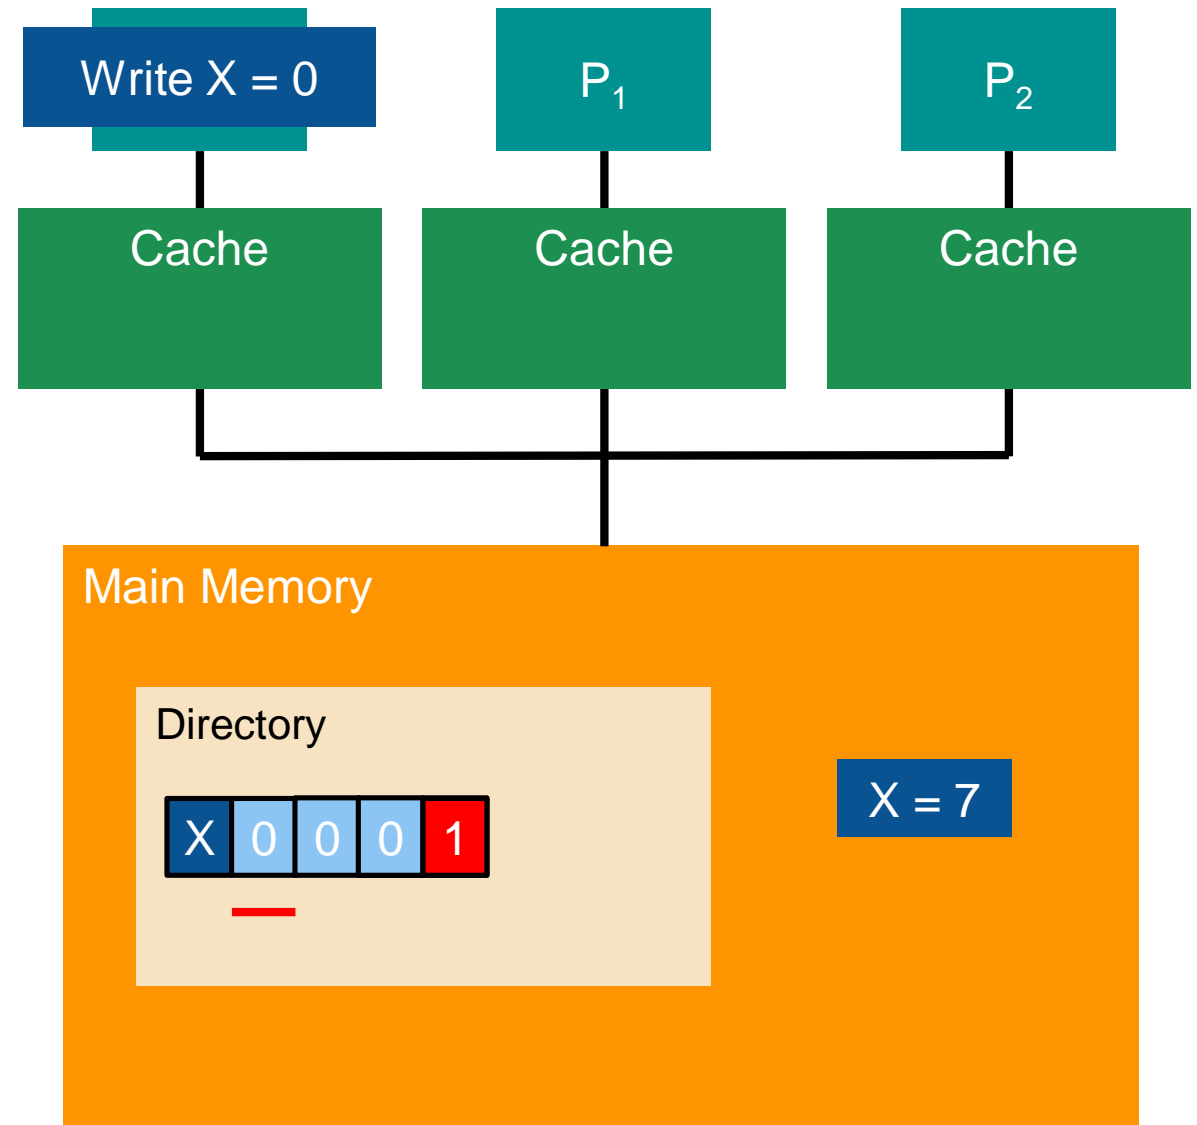 Write X = 0
P1
P2
Cache
Cache
Cache
Main Memory
Directory
X 0 0 0 1
X = 7